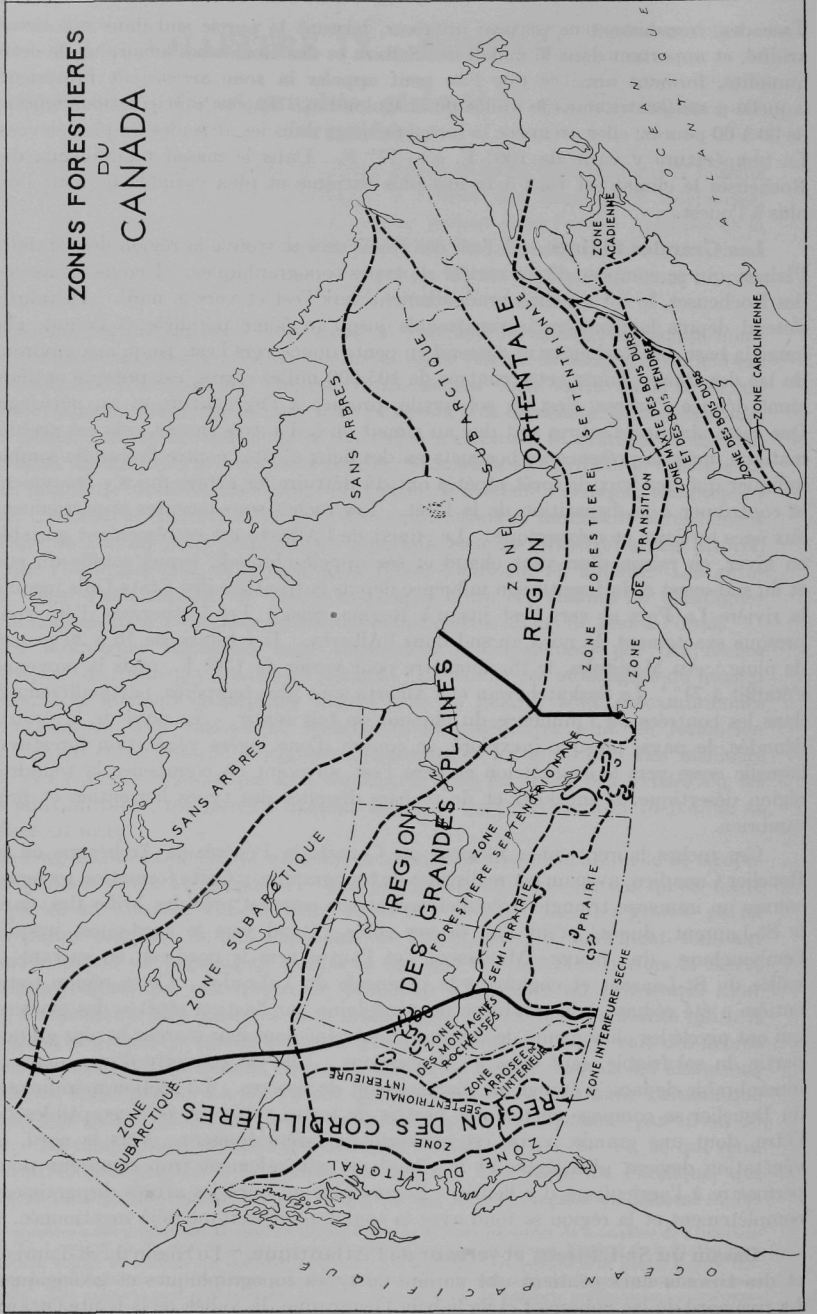 ZONES FORESTIERES
DU
CANADA
SANS ARBRES
SANS ARBRES
ZONE SUBARCTIQUE
ZONE
SUBARCTIQUE
REGION DES CORDILLIERES
ZONE DU LITTORAL
ZONE
SEPTENTRIONALE
INTERIEURE
ZONE
DES MONTAGNES
ROCHEUSES
ZONE
ARROSEE DE
L'INTERIEUR
ZONE INTERIEURE SECHE
REGION
DES GRANDES PLAINES
ZONE
FORESTIERE SEPTENTRIONALE
SEMI-PRAIRIE
PRAIRIE
REGION ORIENTALE
ZONE SUBARCTIQUE
ZONE FORESTIERE SEPTENTRIONALE
ZONE DE TRANSITION
ZONE MIXTE DES BOIS DURS
ET DES BOIS TENDRES
ZONE DES BOIS DURS
ZONE CAROLINIENNE
ZONE
ACADIENNE
OCEAN PACIFIQUE
OCEAN
ATLANTIQUE